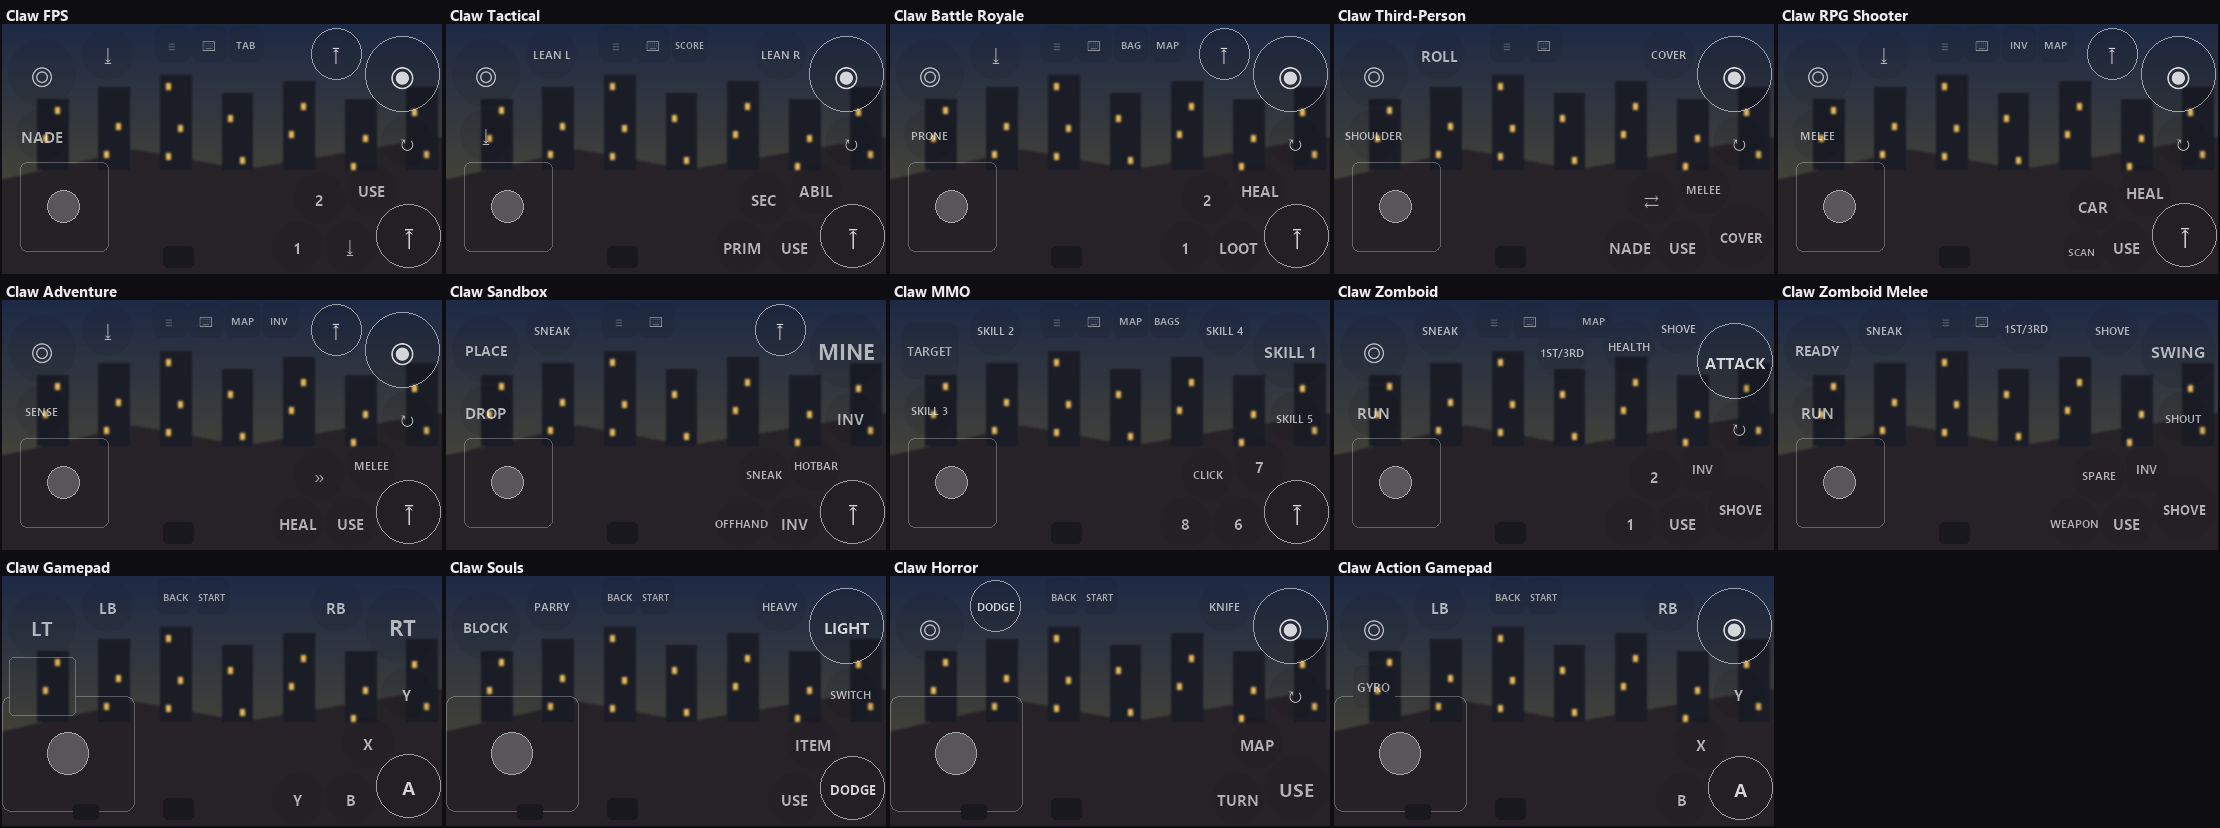 Claw FPS
TAB
NADE
2
USE
1
Claw Tactical
LEAN L
SCORE
LEAN R
SEC
ABIL
PRIM
USE
Claw Battle Royale
BAG
MAP
PRONE
2
HEAL
1
LOOT
Claw Third-Person
ROLL
COVER
SHOULDER
MELEE
NADE
USE
COVER
Claw RPG Shooter
INV
MAP
MELEE
CAR
HEAL
SCAN
USE
Claw Adventure
MAP
INV
SENSE
MELEE
HEAL
USE
Claw Sandbox
SNEAK
PLACE
MINE
DROP
INV
SNEAK
HOTBAR
OFFHAND
INV
Claw MMO
SKILL 2
MAP
BAGS
SKILL 4
TARGET
SKILL 1
SKILL 3
SKILL 5
CLICK
7
8
6
Claw Zomboid
SNEAK
MAP
SHOVE
1ST/3RD
HEALTH
ATTACK
RUN
2
INV
1
USE
SHOVE
Claw Zomboid Melee
SNEAK
1ST/3RD
SHOVE
READY
SWING
RUN
SHOUT
SPARE
INV
WEAPON
USE
SHOVE
Claw Gamepad
LB
BACK
START
RB
LT
RT
Y
X
Y
B
A
Claw Souls
PARRY
BACK
START
HEAVY
BLOCK
LIGHT
SWITCH
ITEM
USE
DODGE
Claw Horror
DODGE
BACK
START
KNIFE
MAP
TURN
USE
Claw Action Gamepad
LB
BACK
START
RB
GYRO
Y
X
B
A